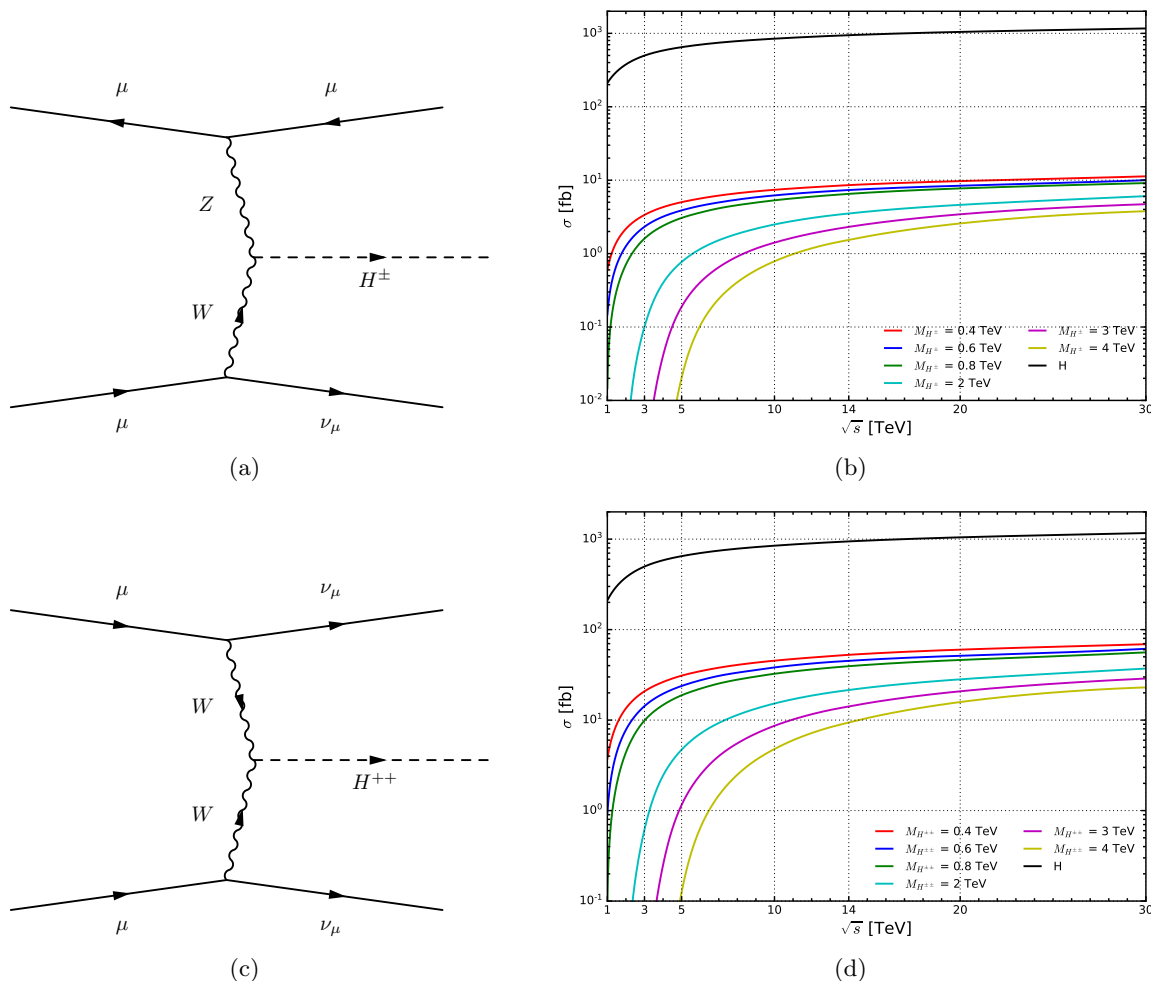 μ
μ
Z
H±
W
μ
ν_μ
(a)
σ [fb]
10³
10²
10¹
10⁰
10⁻¹
10⁻²
1 3 5 10 14 20 30
√s [TeV]
M_{H±} = 0.4 TeV
M_{H±} = 0.6 TeV
M_{H±} = 0.8 TeV
M_{H±} = 2 TeV
M_{H±} = 3 TeV
M_{H±} = 4 TeV
H
(b)
μ
ν_μ
W
H⁺⁺
W
μ
ν_μ
(c)
σ [fb]
10³
10²
10¹
10⁰
10⁻¹
1 3 5 10 14 20 30
√s [TeV]
M_{H⁺⁺} = 0.4 TeV
M_{H±±} = 0.6 TeV
M_{H⁺⁺} = 0.8 TeV
M_{H±±} = 2 TeV
M_{H⁺⁺} = 3 TeV
M_{H±±} = 4 TeV
H
(d)